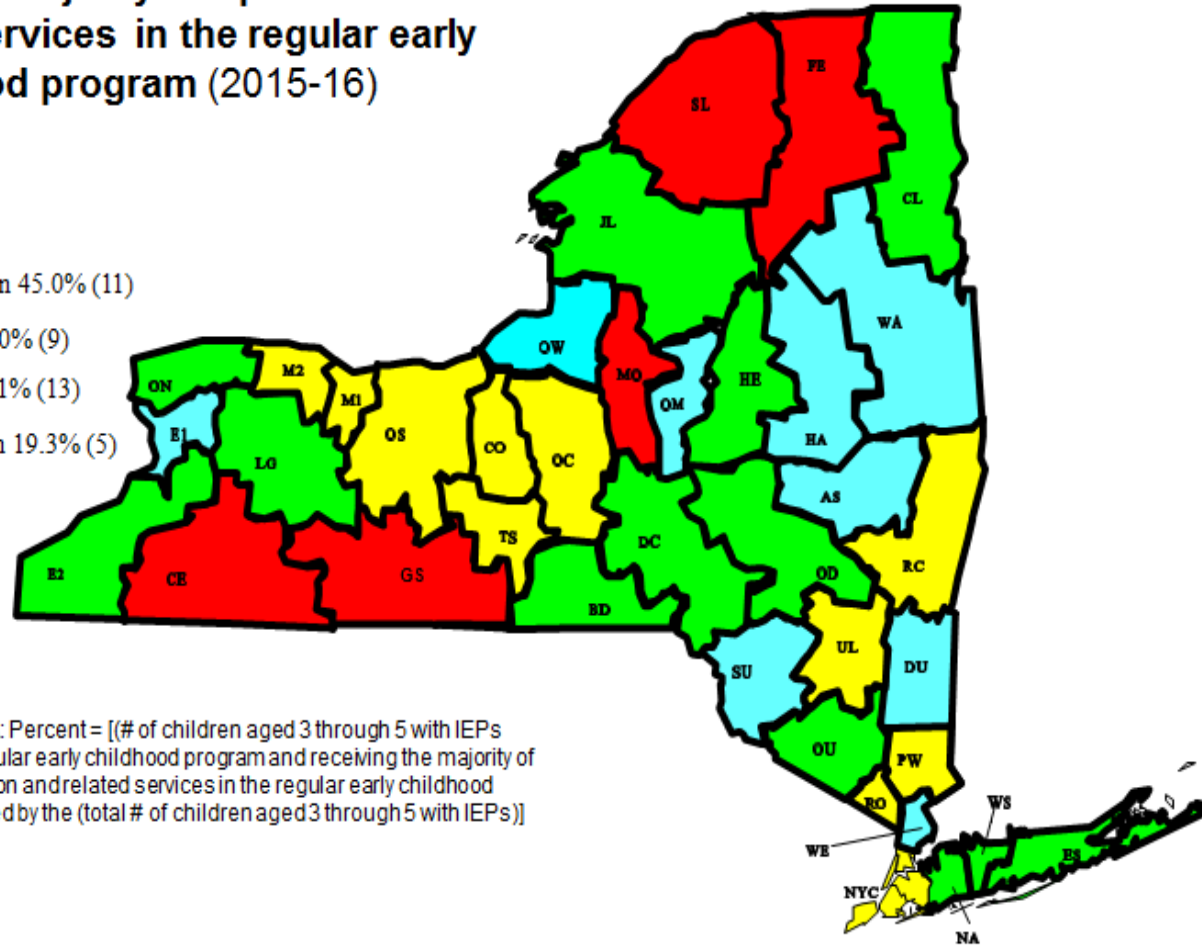 ervices in the regular early
od program (2015-16)
n 45.0% (11)
0% (9)
1% (13)
n 19.3% (5)
FE
SL
CL
JL
WA
OW
MO
OM
HE
HA
ON
M2
M1
E1
OS
CO
OC
LG
AS
TS
DC
RC
E2
CE
GS
OD
BD
UL
SU
DU
OU
PW
RO
WS
WE
ES
NYC
NA
: Percent = [(# of children aged 3 through 5 with IEPs
ular early childhood program and receiving the majority of
on and related services in the regular early childhood
ed by the (total # of children aged 3 through 5 with IEPs)]